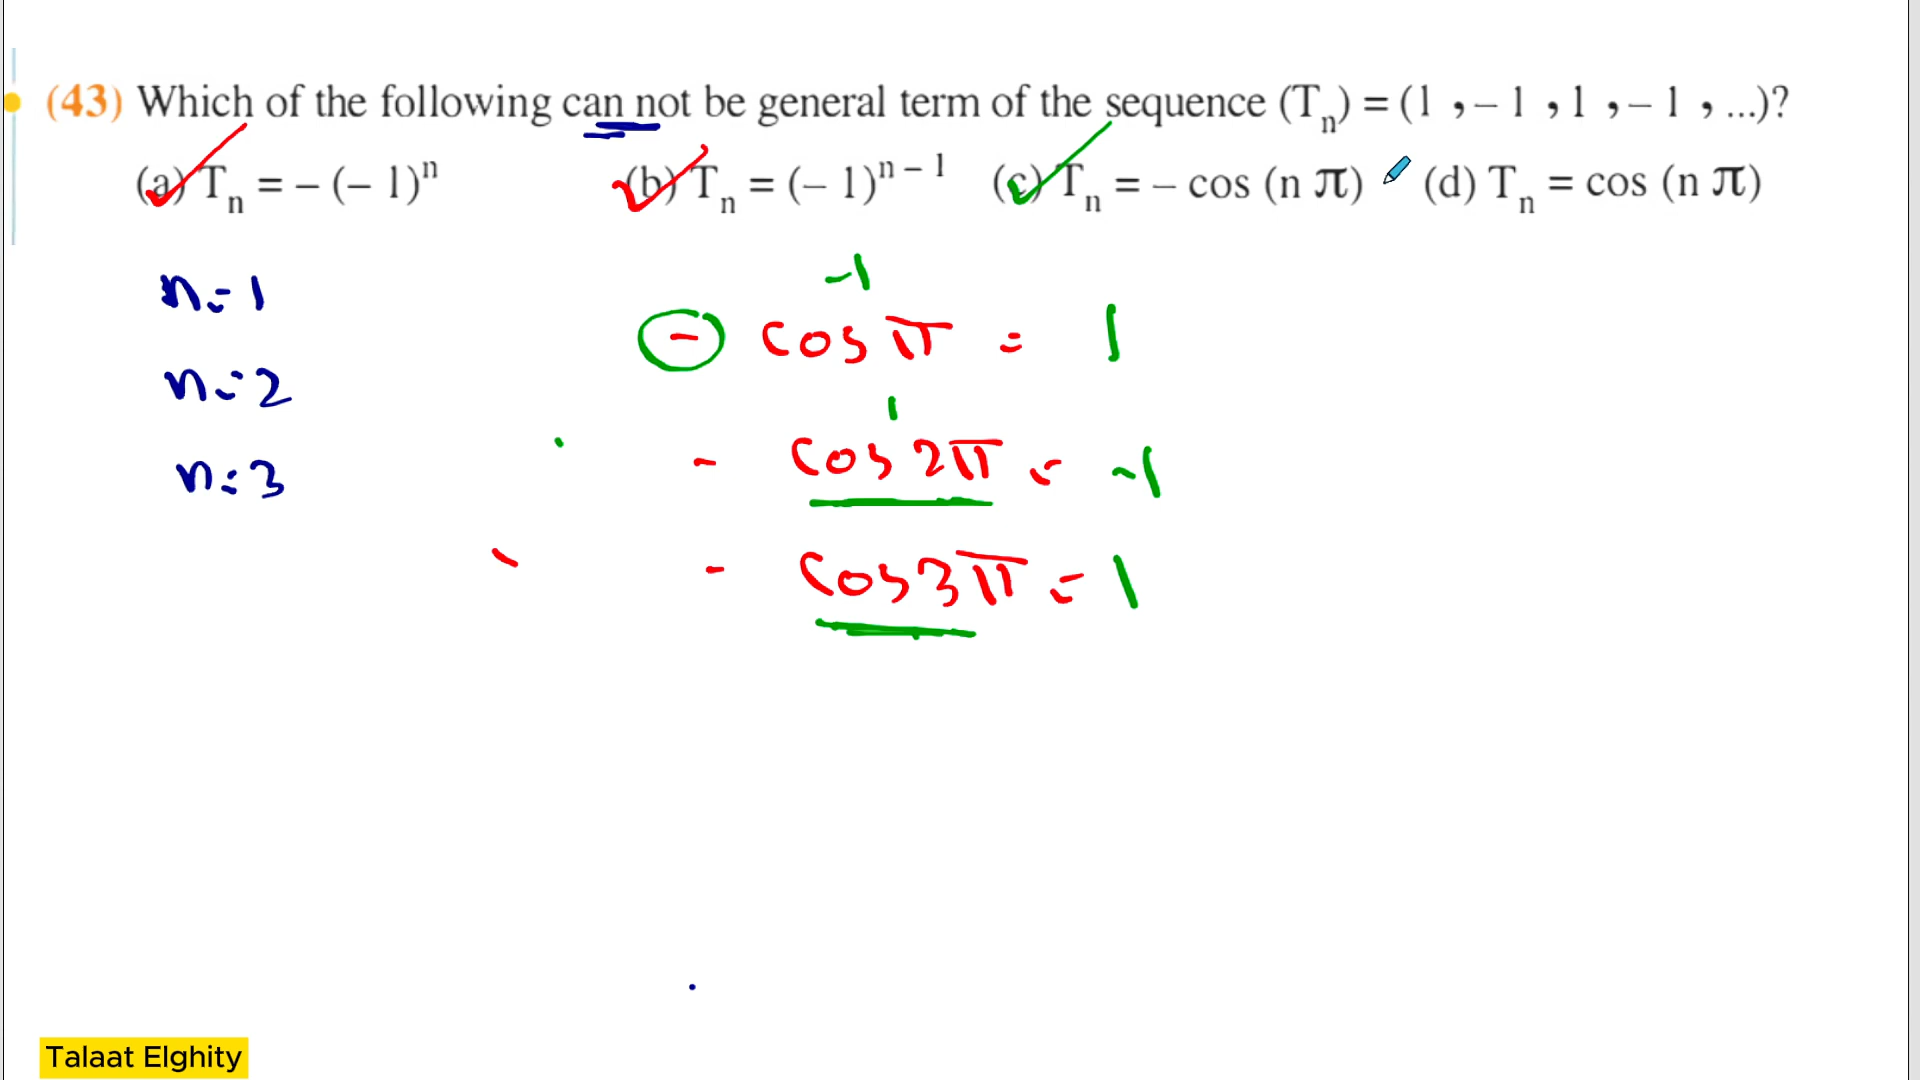 (43) Which of the following can not be general term of the sequence (Tₙ) = (1 , – 1 , 1 , – 1 , ...)?
(a) Tₙ = – (– 1)ⁿ (b) Tₙ = (– 1)ⁿ ⁻ ¹ (c) Tₙ = – cos (n π) (d) Tₙ = cos (n π)
n = 1
-1
- cos π = 1
n = 2
1
- cos 2π = -1
n = 3
- cos 3π = 1
Talaat Elghity